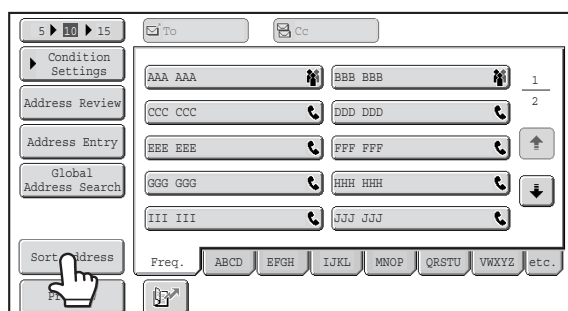 5 10 15
To
Cc
Condition
Settings
Address Review
Address Entry
Global
Address Search
Sort Address
AAA AAA
BBB BBB
CCC CCC
DDD DDD
EEE EEE
FFF FFF
GGG GGG
HHH HHH
III III
JJJ JJJ
1
2
Freq.
ABCD
EFGH
IJKL
MNOP
QRSTU
VWXYZ
etc.